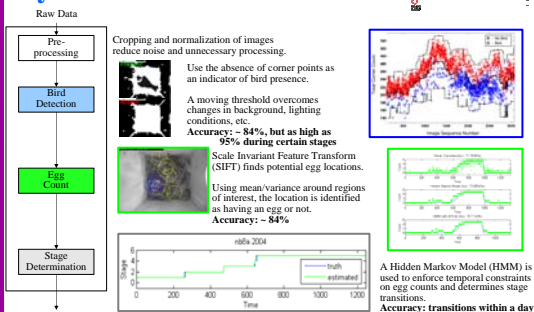 Raw Data
Pre-
processing
Bird
Detection
Egg
Count
Stage
Determination
Cropping and normalization of images
reduce noise and unnecessary processing.
Use the absence of corner points as
an indicator of bird presence.
A moving threshold overcomes
changes in background, lighting
conditions, etc.
Accuracy: ~ 84%, but as high as
95% during certain stages
Scale Invariant Feature Transform
(SIFT) finds potential egg locations.
Using mean/variance around regions
of interest, the location is identified
as having an egg or not.
Accuracy: ~ 84%
nbBa 2004
Stage
6
4
2
0
truth
estimated
0 200 400 600 800 1000 1200
Time
Image Sequence Number
A Hidden Markov Model (HMM) is
used to enforce temporal constraints
on egg counts and determines stage
transitions.
Accuracy: transitions within a day